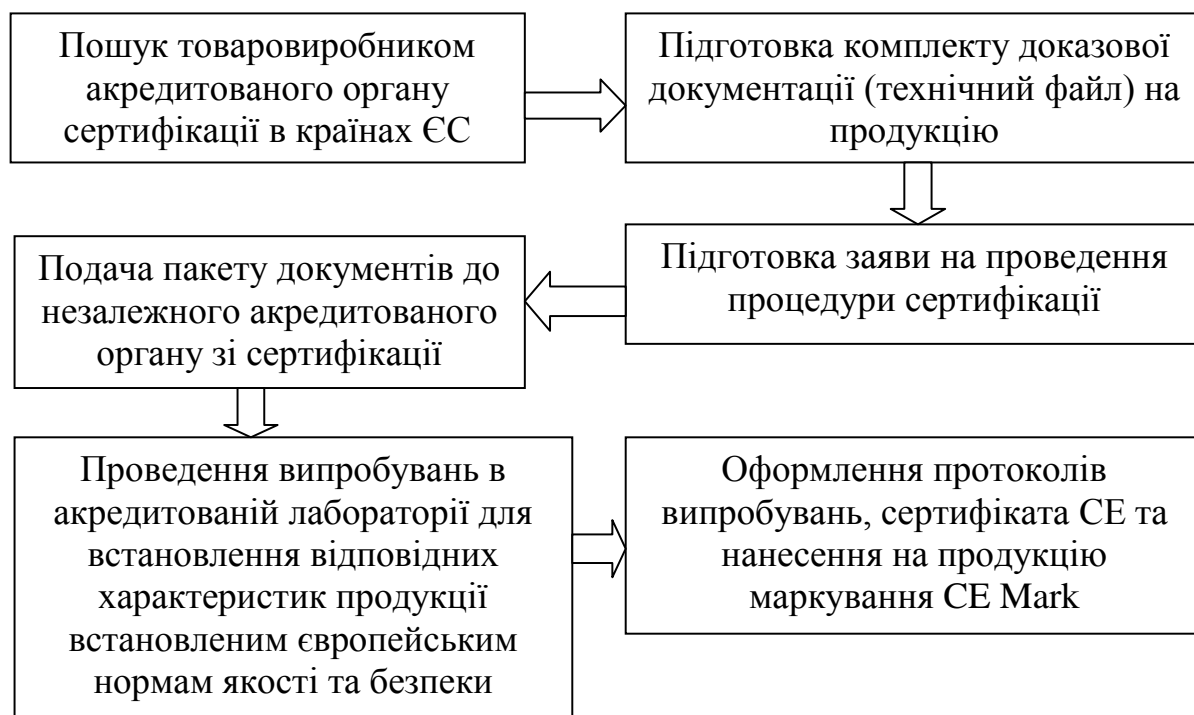 Пошук товаровиробником
акредитованого органу
сертифікації в країнах ЄС
Підготовка комплекту доказової
документації (технічний файл) на
продукцію
Підготовка заяви на проведення
процедури сертифікації
Подача пакету документів до
незалежного акредитованого
органу зі сертифікації
Проведення випробувань в
акредитованій лабораторії для
встановлення відповідних
характеристик продукції
встановленим європейським
нормам якості та безпеки
Оформлення протоколів
випробувань, сертифіката СЕ та
нанесення на продукцію
маркування CE Mark